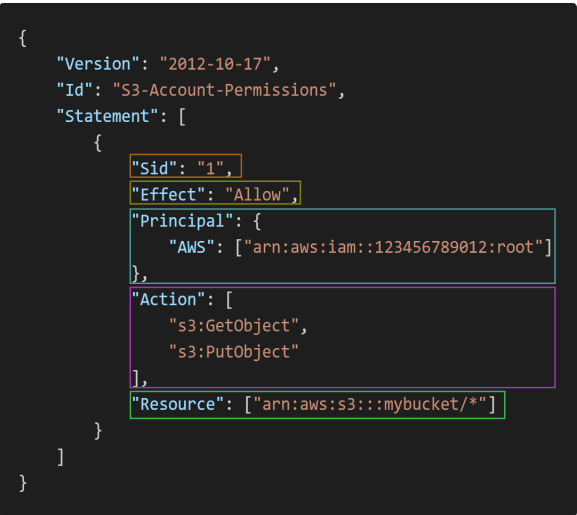 {
    "Version": "2012-10-17",
    "Id": "S3-Account-Permissions",
    "Statement": [
        {
            "Sid": "1",
            "Effect": "Allow",
            "Principal": {
                "AWS": ["arn:aws:iam::123456789012:root"]
            },
            "Action": [
                "s3:GetObject",
                "s3:PutObject"
            ],
            "Resource": ["arn:aws:s3:::mybucket/*"]
        }
    ]
}